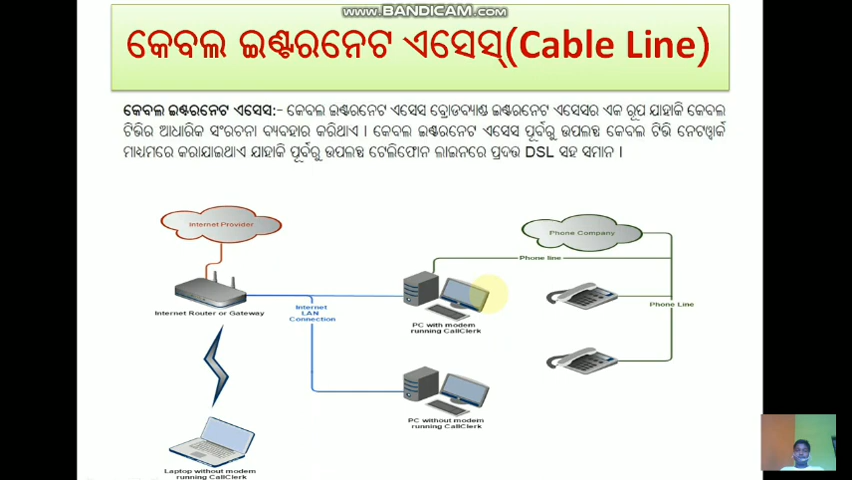 www.BANDICAM.com
କେବଲ ଇଣ୍ଟରନେଟ ଏସେସ୍(Cable Line)
କେବଲ ଇଣ୍ଟରନେଟ ଏସେସ:- କେବଲ ଇଣ୍ଟରନେଟ ଏସେସ ବ୍ରୋଡବ୍ୟାଣ୍ଡ ଇଣ୍ଟରନେଟ ଏସେସର ଏକ ରୂପ ଯାହାକି କେବଲ
ଟିଭିର ଆଧାରିକ ସଂରଚନା ବ୍ୟବହାର କରିଥାଏ । କେବଲ ଇଣ୍ଟରନେଟ ଏସେସ ପୂର୍ବରୁ ଉପଲବ୍ଧ କେବଲ ଟିଭି ନେଟୱାର୍କ
ମାଧ୍ୟମରେ କରାଯାଇଥାଏ ଯାହାକି ପୂର୍ବରୁ ଉପଲବ୍ଧ ଟେଲିଫୋନ ଲାଇନରେ ପ୍ରଦତ୍ତ DSL ସହ ସମାନ ।
Internet Provider
Phone Company
Phone line
Internet Router or Gateway
Internet
LAN
Connection
Phone Line
PC with modem
running CallClerk
PC without modem
running CallClerk
Laptop without modem
running CallClerk